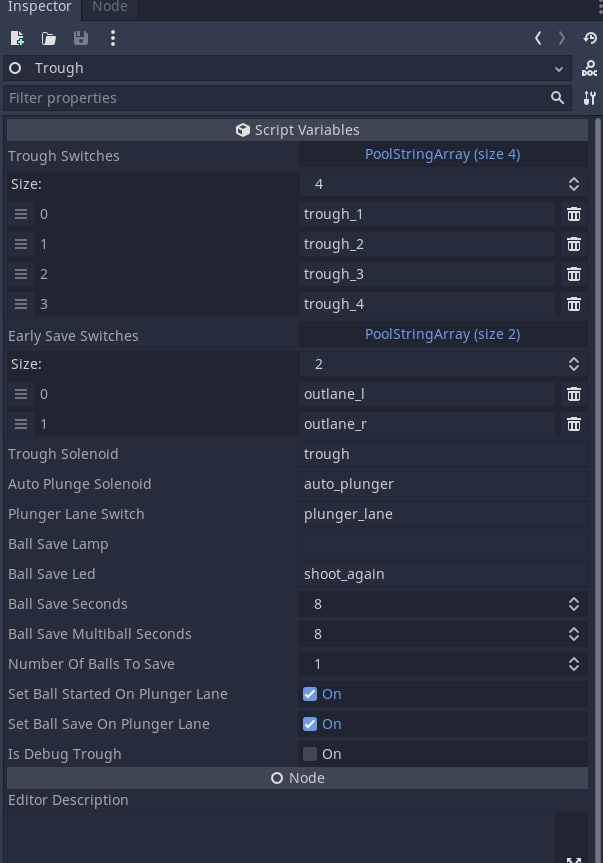 Inspector Node
Trough
DOC
Filter properties
Script Variables
Trough Switches PoolStringArray (size 4)
Size: 4
0 trough_1
1 trough_2
2 trough_3
3 trough_4
Early Save Switches PoolStringArray (size 2)
Size: 2
0 outlane_l
1 outlane_r
Trough Solenoid trough
Auto Plunge Solenoid auto_plunger
Plunger Lane Switch plunger_lane
Ball Save Lamp
Ball Save Led shoot_again
Ball Save Seconds 8
Ball Save Multiball Seconds 8
Number Of Balls To Save 1
Set Ball Started On Plunger Lane On
Set Ball Save On Plunger Lane On
Is Debug Trough On
Node
Editor Description